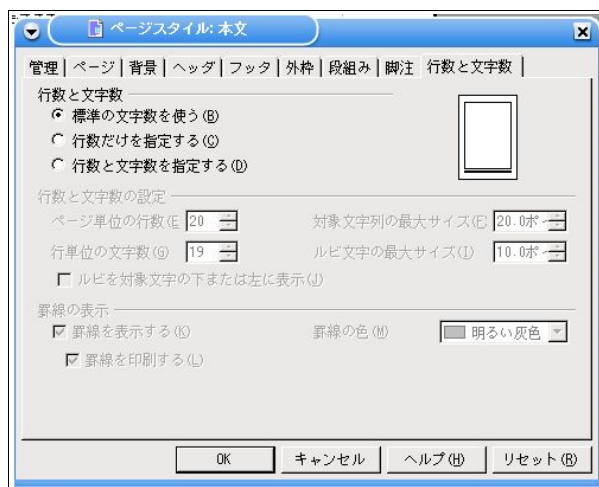 ページスタイル: 本文
管理 ページ 背景 ヘッダ フッタ 外枠 段組み 脚注 行数と文字数
行数と文字数
標準の文字数を使う(B)
行数だけを指定する(C)
行数と文字数を指定する(D)
行数と文字数の設定
ページ単位の行数(E 20 対象文字列の最大サイズ(F) 20.0ポ
行単位の文字数(G) 19 ルビ文字の最大サイズ(I) 10.0ポ
ルビを対象文字の下または左に表示(J)
罫線の表示
罫線を表示する(K) 罫線の色(M) 明るい灰色
罫線を印刷する(L)
OK キャンセル ヘルプ(H) リセット(R)